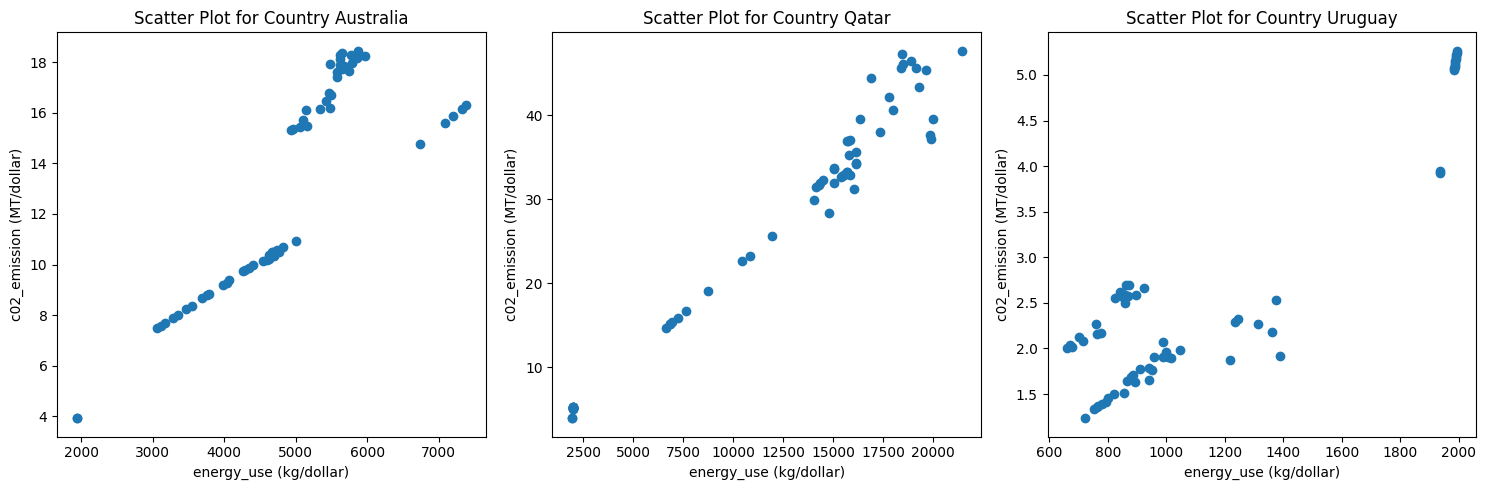 Scatter Plot for Country Australia
c02_emission (MT/dollar)
18
16
14
12
10
8
6
4
2000 3000 4000 5000 6000 7000
energy_use (kg/dollar)
Scatter Plot for Country Qatar
c02_emission (MT/dollar)
40
30
20
10
2500 5000 7500 10000 12500 15000 17500 20000
energy_use (kg/dollar)
Scatter Plot for Country Uruguay
c02_emission (MT/dollar)
5.0
4.5
4.0
3.5
3.0
2.5
2.0
1.5
600 800 1000 1200 1400 1600 1800 2000
energy_use (kg/dollar)